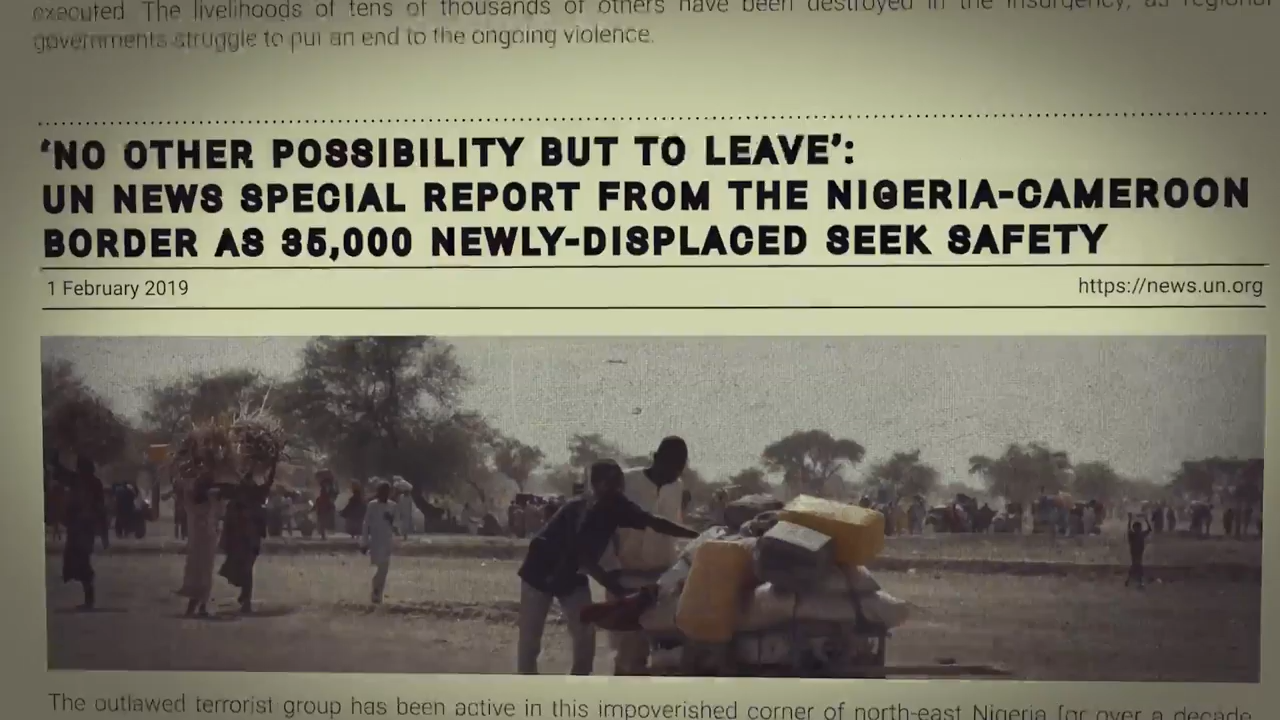 executed. The livelihoods of tens of thousands of others have been destroyed in the insurgency, as regional
governments struggle to put an end to the ongoing violence.
‘NO OTHER POSSIBILITY BUT TO LEAVE’:
UN NEWS SPECIAL REPORT FROM THE NIGERIA-CAMEROON
BORDER AS 35,000 NEWLY-DISPLACED SEEK SAFETY
1 February 2019
https://news.un.org
The outlawed terrorist group has been active in this impoverished corner of north-east Nigeria for over a decade